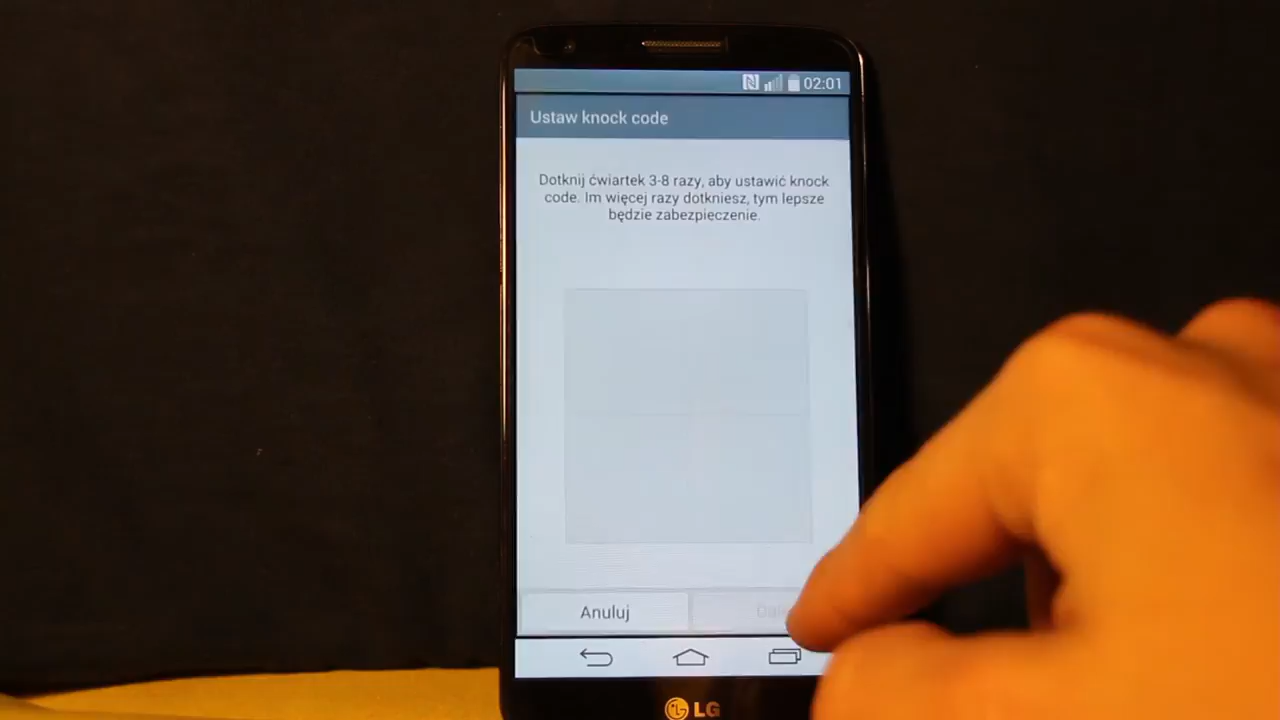 02:01
Ustaw knock code
Dotknij ćwiartek 3-8 razy, aby ustawić knock
code. Im więcej razy dotkniesz, tym lepsze
będzie zabezpieczenie.
Anuluj
LG